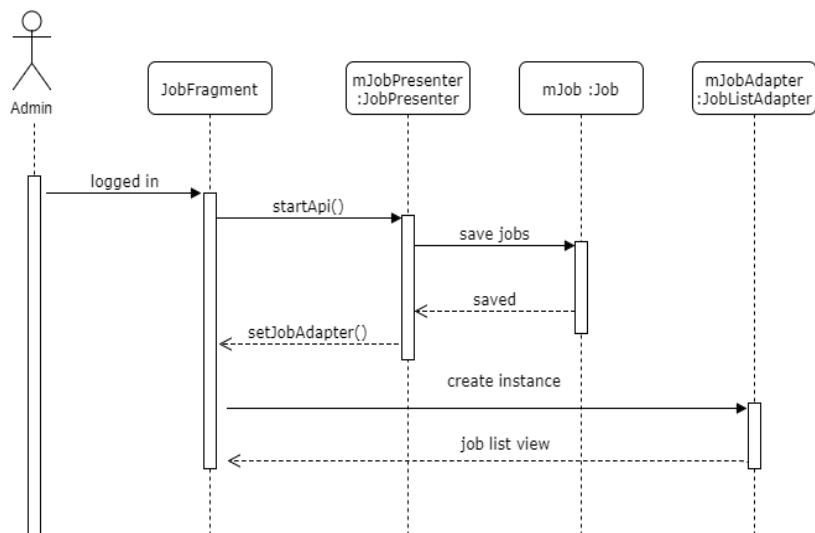 Admin
JobFragment
mJobPresenter
:JobPresenter
mJob :Job
mJobAdapter
:JobListAdapter
logged in
startApi()
save jobs
saved
setJobAdapter()
create instance
job list view